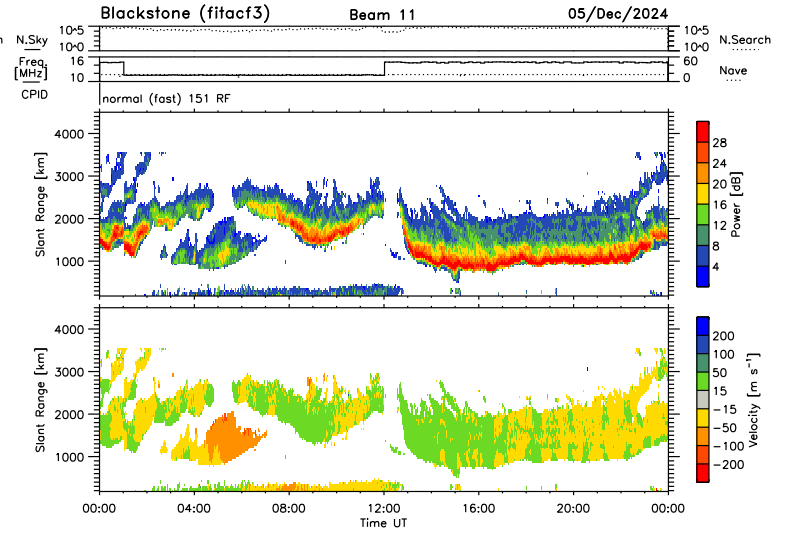 Blackstone (fitacf3) Beam 11 05/Dec/2024
n N.Sky 10^5 10^5 N.Search
10^0 10^0
Freq. 16 60
[MHz] 10 0 Nave
CPID normal (fast) 151 RF
4000
3000
2000
1000
Slant Range [km]
28
24
20
16
12
8
4
Power [dB]
4000
3000
2000
1000
Slant Range [km]
200
100
50
15
-15
-50
-100
-200
Velocity [m s⁻¹]
00:00 04:00 08:00 12:00 16:00 20:00 00:00
Time UT